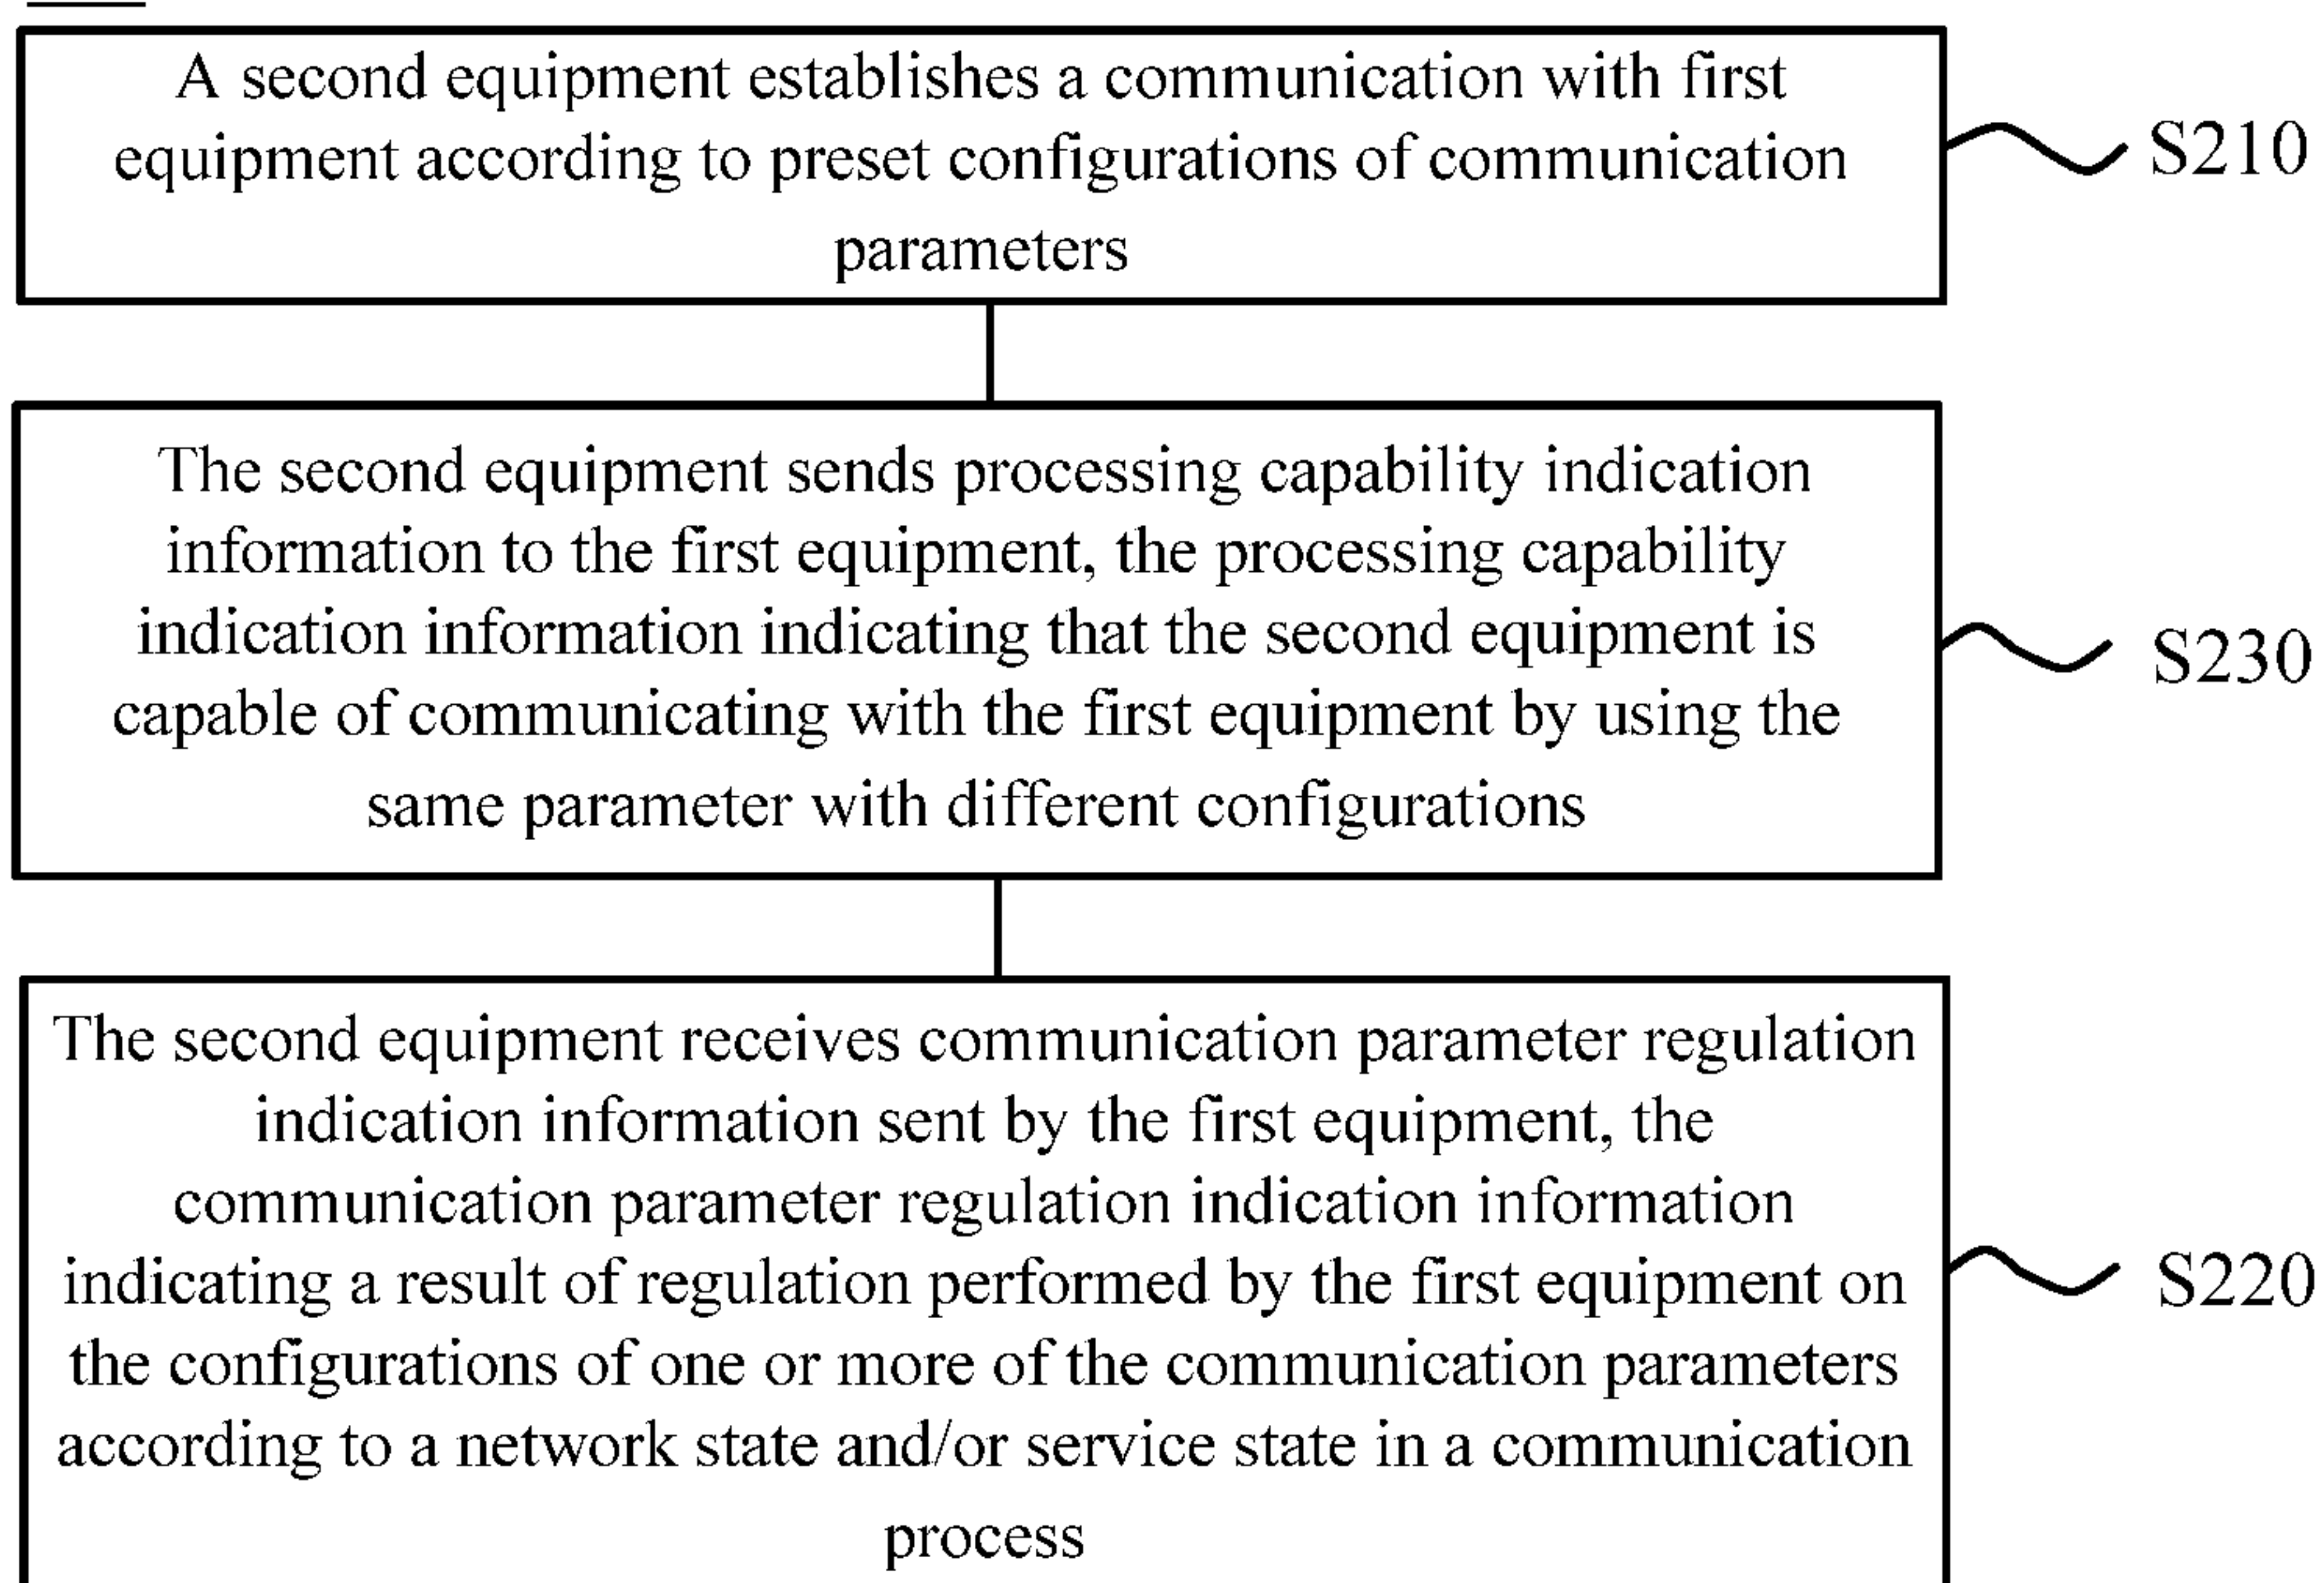 A second equipment establishes a communication with first
equipment according to preset configurations of communication
parameters
S210
The second equipment sends processing capability indication
information to the first equipment, the processing capability
indication information indicating that the second equipment is
capable of communicating with the first equipment by using the
same parameter with different configurations
S230
The second equipment receives communication parameter regulation
indication information sent by the first equipment, the
communication parameter regulation indication information
indicating a result of regulation performed by the first equipment on
the configurations of one or more of the communication parameters
according to a network state and/or service state in a communication
process
S220